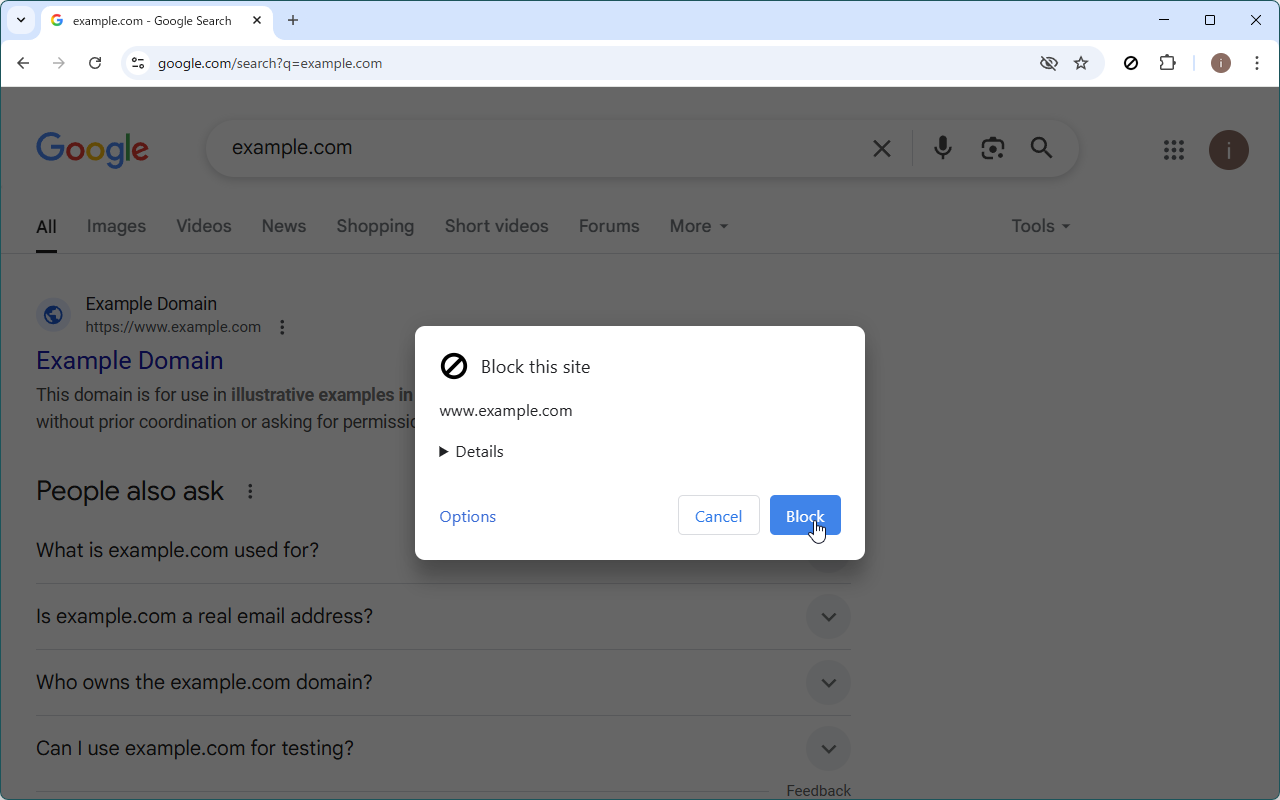 example.com - Google Search
google.com/search?q=example.com
i
Google
example.com
i
All Images Videos News Shopping Short videos Forums More Tools
Example Domain
https://www.example.com
Example Domain
This domain is for use in illustrative examples in
without prior coordination or asking for
Block this site
www.example.com
Details
Options Cancel Block
People also ask
What is example.com used for?
Is example.com a real email address?
Who owns the example.com domain?
Can I use example.com for testing?
Feedback